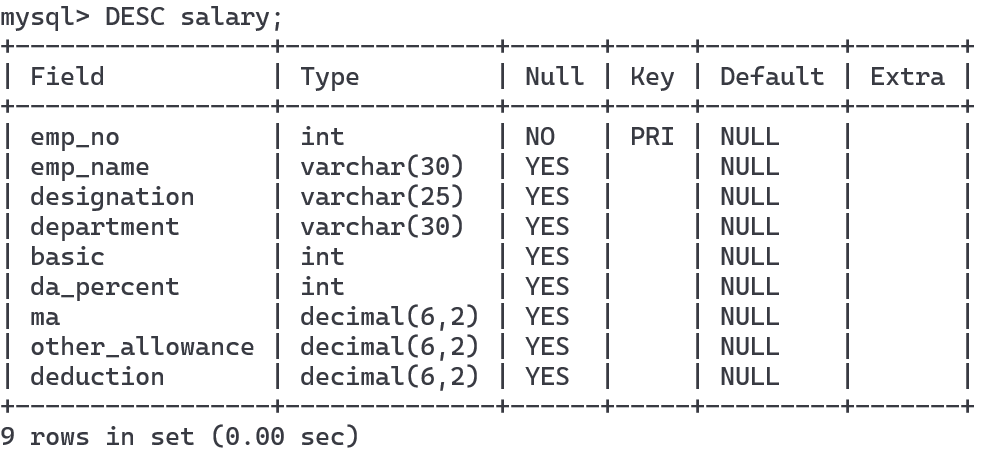 mysql> DESC salary;
+-----------------+--------------+------+-----+---------+-------+
| Field           | Type         | Null | Key | Default | Extra |
+-----------------+--------------+------+-----+---------+-------+
| emp_no          | int          | NO   | PRI | NULL    |       |
| emp_name        | varchar(30)  | YES  |     | NULL    |       |
| designation     | varchar(25)  | YES  |     | NULL    |       |
| department      | varchar(30)  | YES  |     | NULL    |       |
| basic           | int          | YES  |     | NULL    |       |
| da_percent      | int          | YES  |     | NULL    |       |
| ma              | decimal(6,2) | YES  |     | NULL    |       |
| other_allowance | decimal(6,2) | YES  |     | NULL    |       |
| deduction       | decimal(6,2) | YES  |     | NULL    |       |
+-----------------+--------------+------+-----+---------+-------+
9 rows in set (0.00 sec)